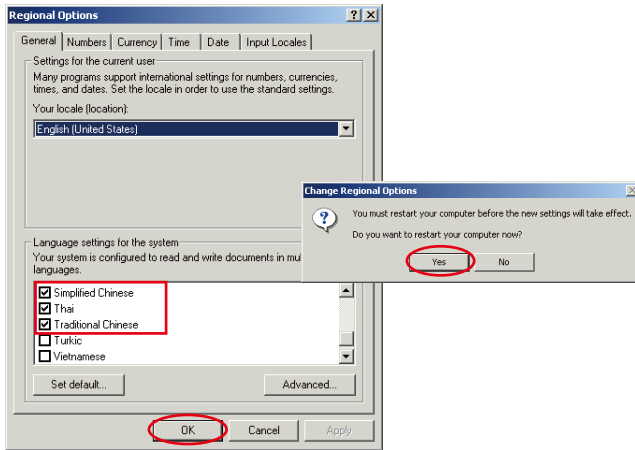 Regional Options
General Numbers Currency Time Date Input Locales
Settings for the current user
Many programs support international settings for numbers, currencies,
times, and dates. Set the locale in order to use the standard settings.
Your locale (location):
English (United States)
Language settings for the system
Your system is configured to read and write documents in mul
languages.
Simplified Chinese
Thai
Traditional Chinese
Turkic
Vietnamese
Set default...
Advanced...
OK
Cancel
Apply
Change Regional Options
You must restart your computer before the new settings will take effect.
Do you want to restart your computer now?
Yes
No